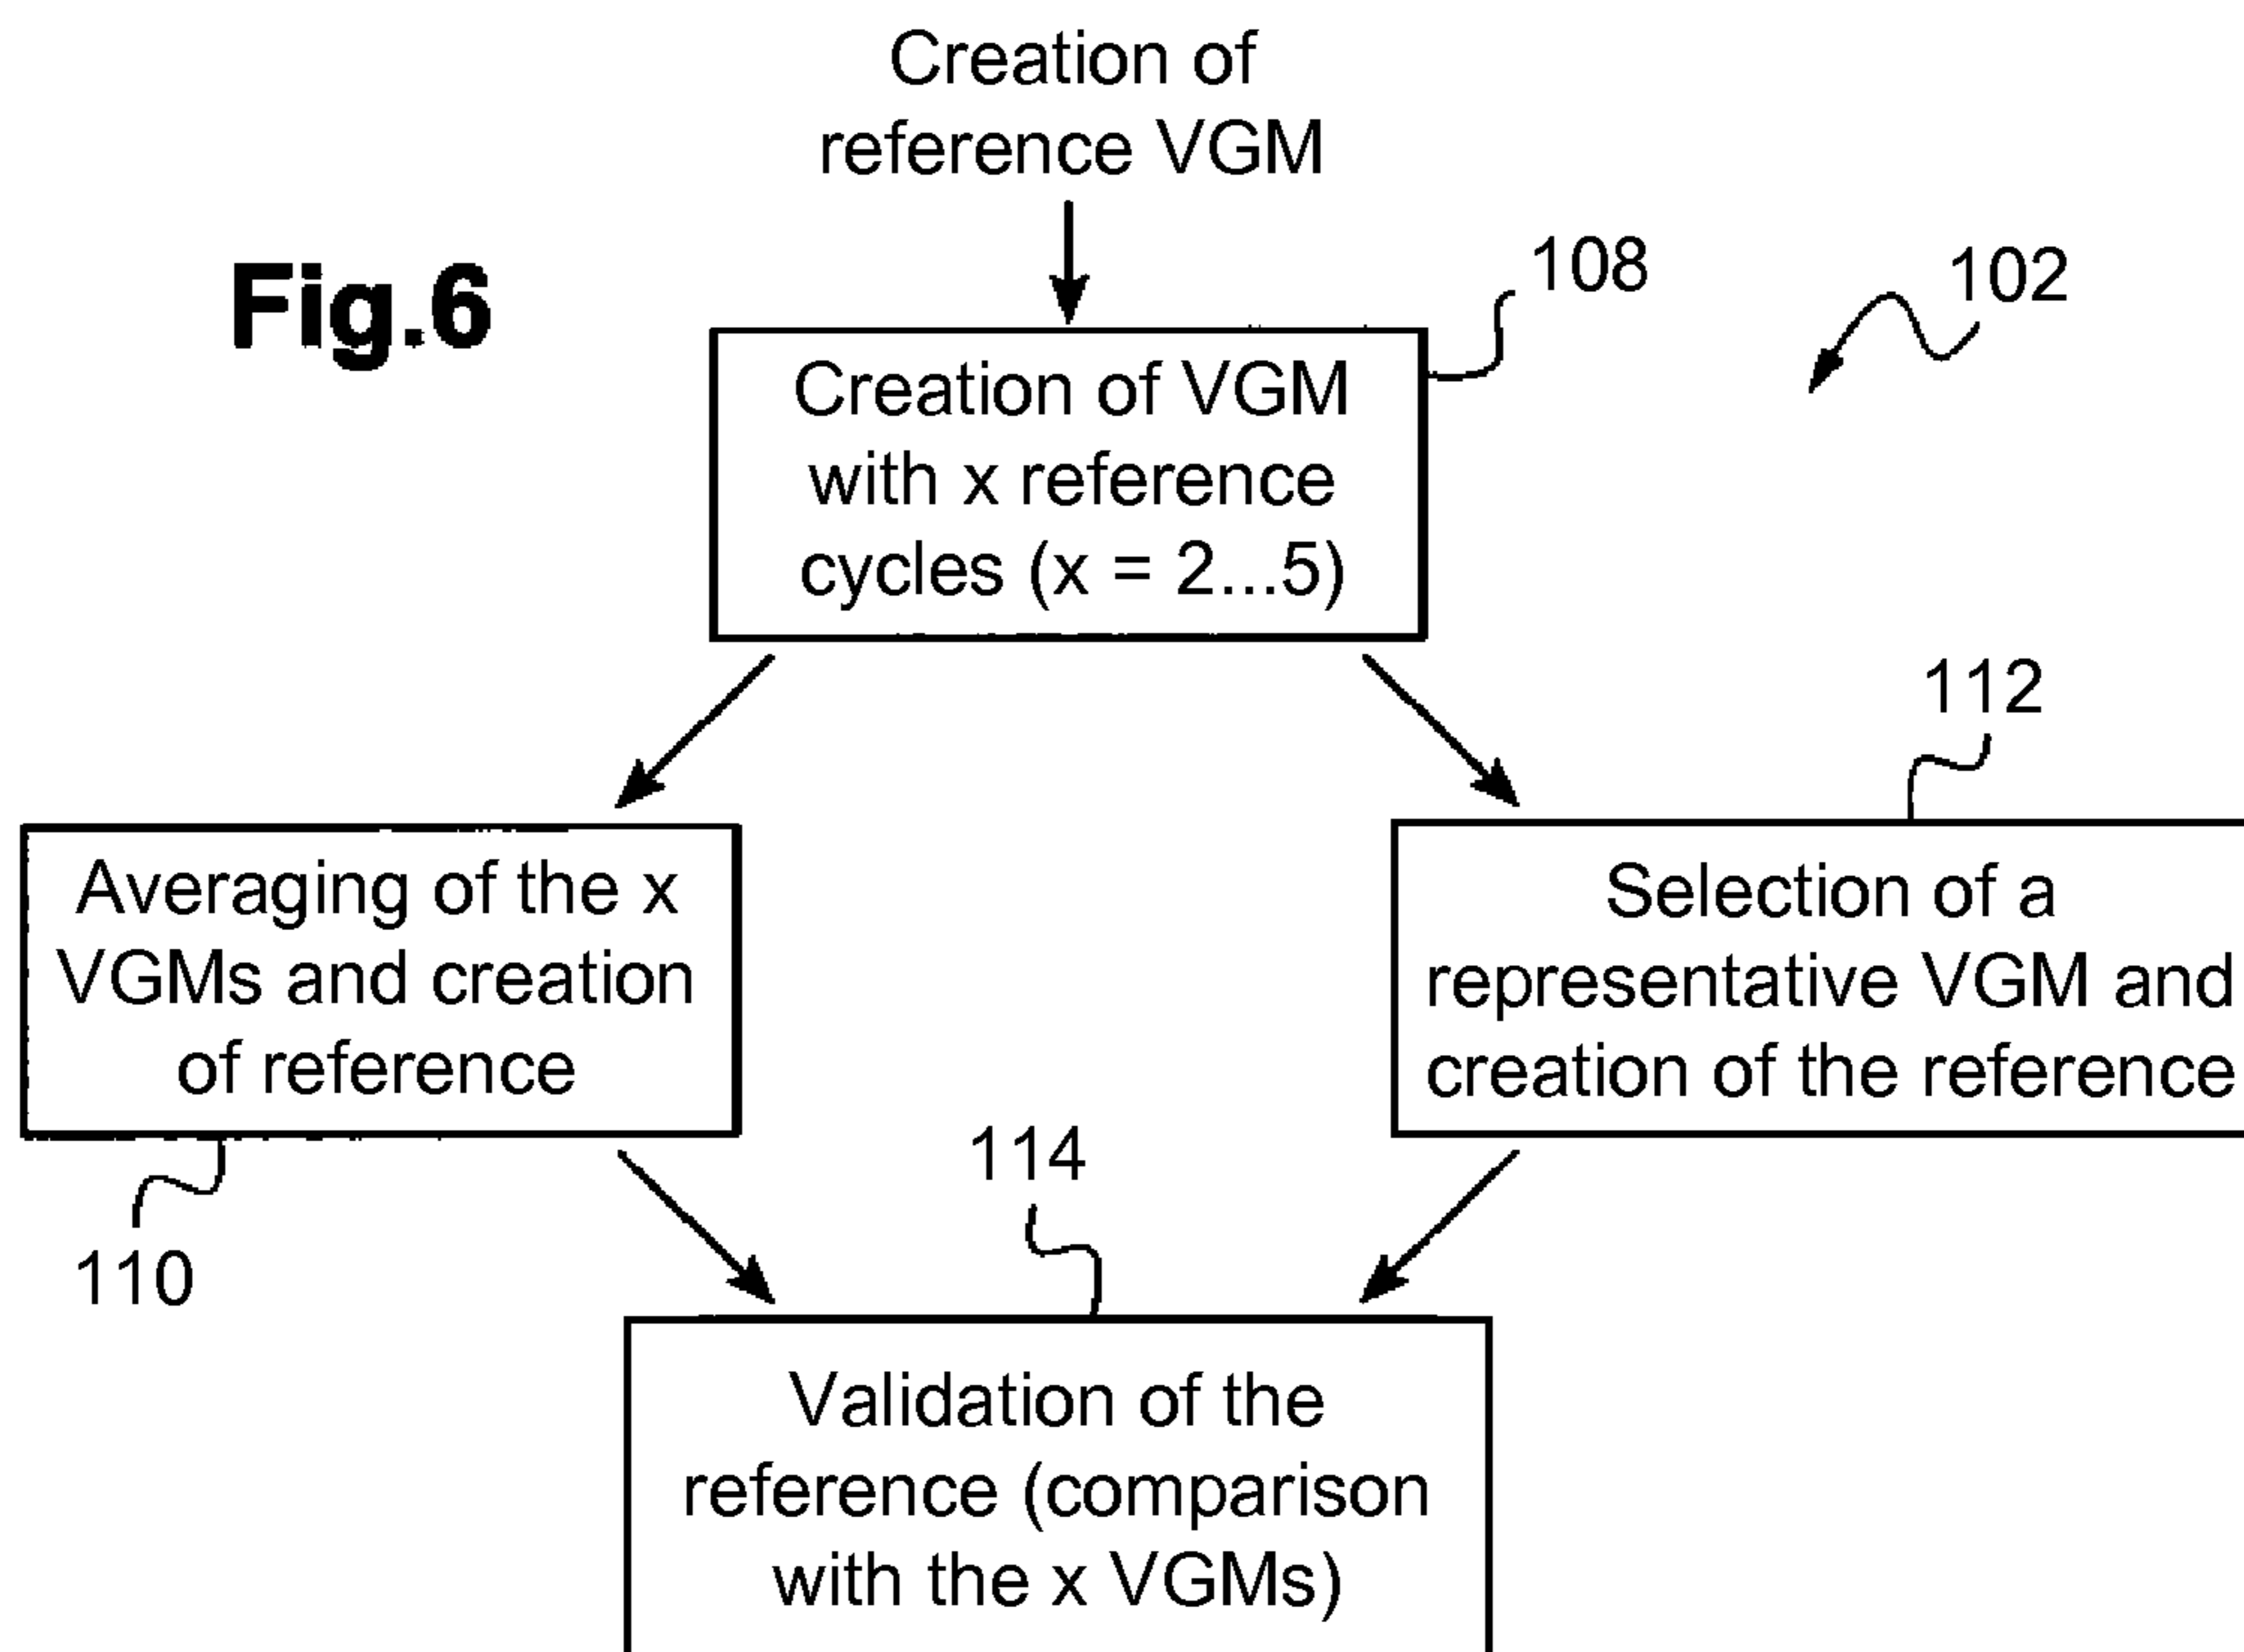 Creation of
reference VGM
Fig.6
108
102
Creation of VGM
with x reference
cycles (x = 2...5)
112
Averaging of the x
VGMs and creation
of reference
Selection of a
representative VGM and
creation of the reference
110
114
Validation of the
reference (comparison
with the x VGMs)